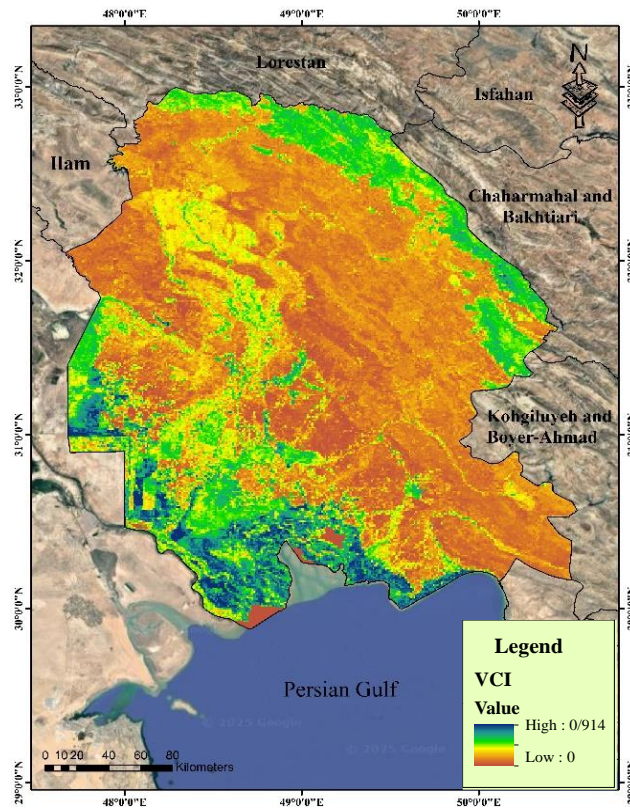 48°0'0"E 49°0'0"E 50°0'0"E
N
Lorestan
33°0'0"N
Isfahan
Ilam
Chaharmahal and
Bakhtiari
32°0'0"N
Kohgiluyeh and
Boyer-Ahmad
31°0'0"N
30°0'0"N
Legend
VCI
Value
High : 0/914
Low : 0
Persian Gulf
© 2025 Google
© 2025 Google
0 10 20 40 60 80
Kilometers
29°0'0"N
48°0'0"E 49°0'0"E 50°0'0"E